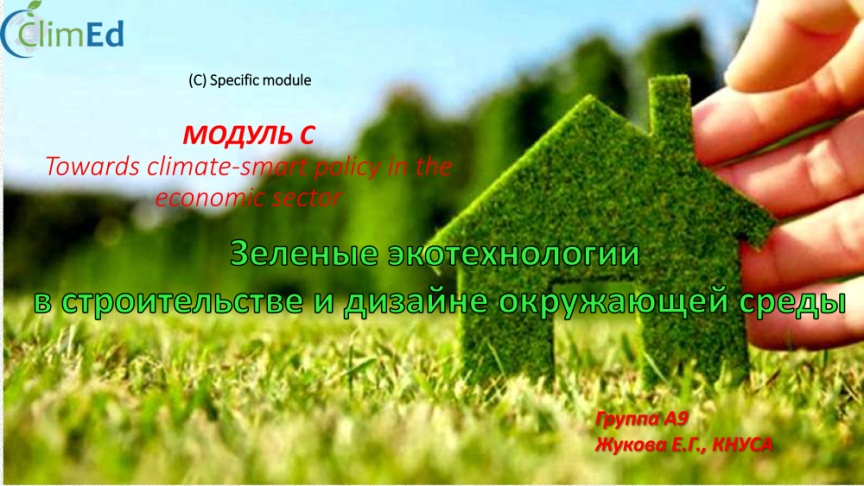 ClimEd
(C) Specific module
МОДУЛЬ С
Towards climate-smart policy in the
economic sector
Зеленые экотехнологии
в строительстве и дизайне окружающей среды
Группа А9
Жукова Е.Г., КНУСА